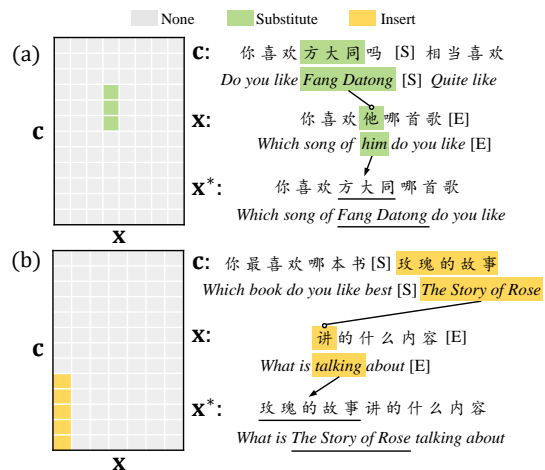 None Substitute Insert
(a)
c: 你喜欢方大同吗 [S] 相当喜欢
Do you like Fang Datong [S] Quite like
c
x: 你喜欢他哪首歌 [E]
Which song of him do you like [E]
x*: 你喜欢方大同哪首歌
Which song of Fang Datong do you like
x
(b)
c: 你最喜欢哪本书 [S] 玫瑰的故事
Which book do you like best [S] The Story of Rose
c
x: 讲的什么内容 [E]
What is talking about [E]
x*: 玫瑰的故事讲的什么内容
What is The Story of Rose talking about
x